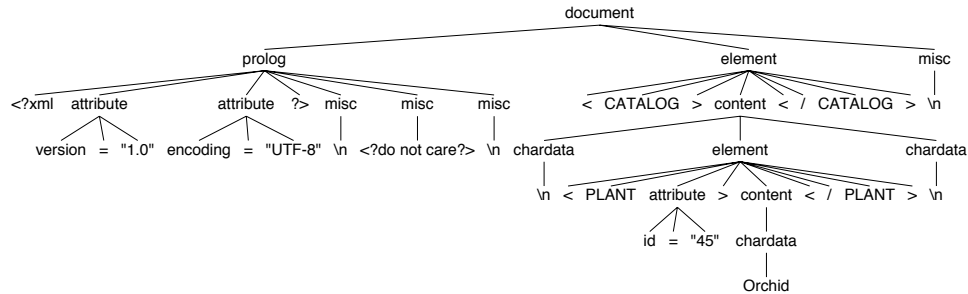 document
prolog element misc
<?xml attribute attribute ?> misc misc misc < CATALOG > content < / CATALOG > \n
version = "1.0" encoding = "UTF-8" \n <?do not care?> \n chardata element chardata
\n < PLANT attribute > content < / PLANT > \n
id = "45" chardata
Orchid